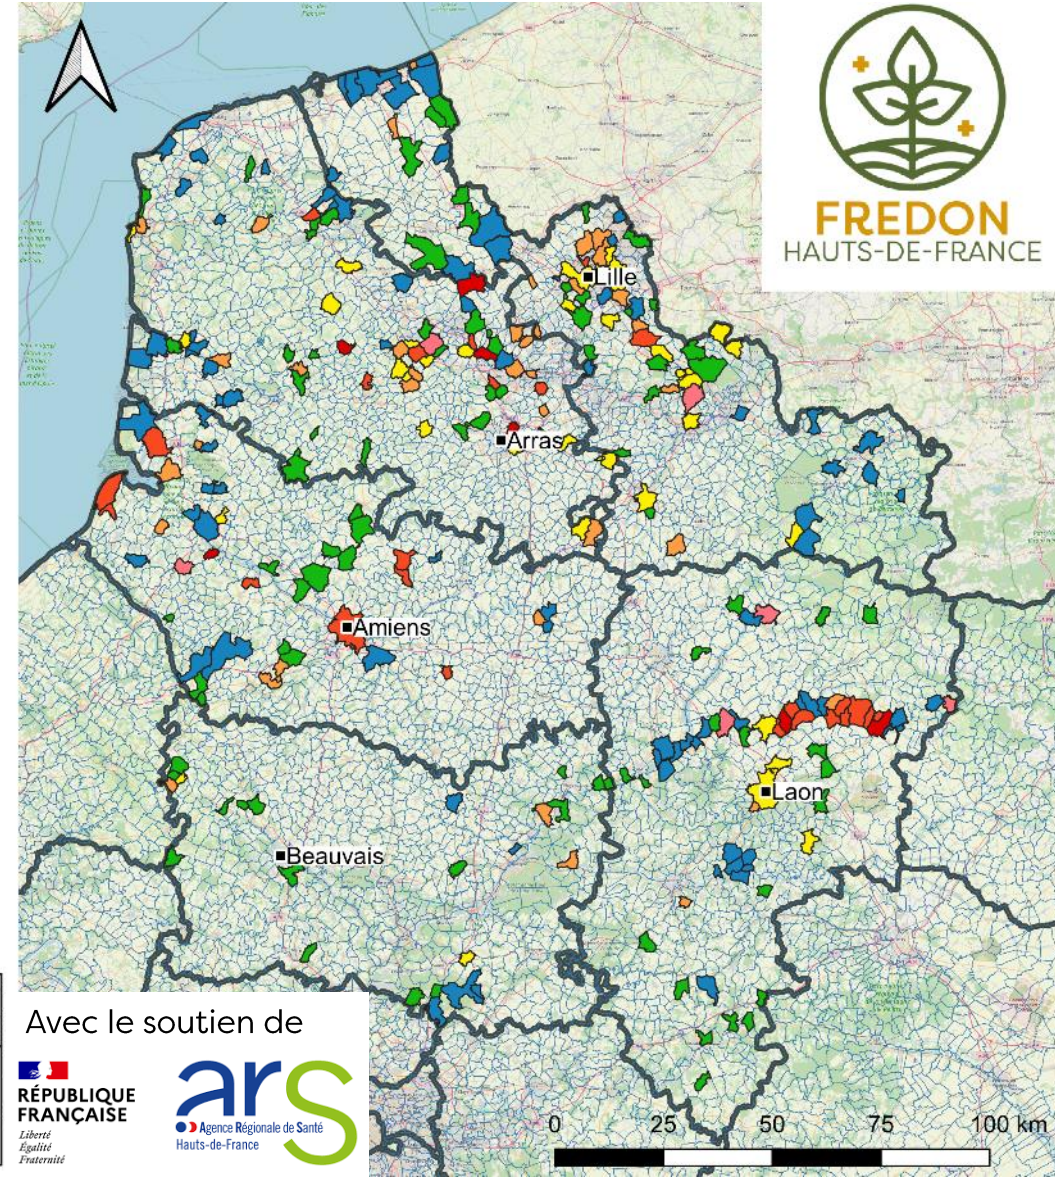 FREDON
HAUTS-DE-FRANCE
Lille
Arras
Amiens
Laon
Beauvais
Avec le soutien de
RÉPUBLIQUE
FRANÇAISE
Liberté
Égalité
Fraternité
ars
Agence Régionale de Santé
Hauts-de-France
0 25 50 75 100 km